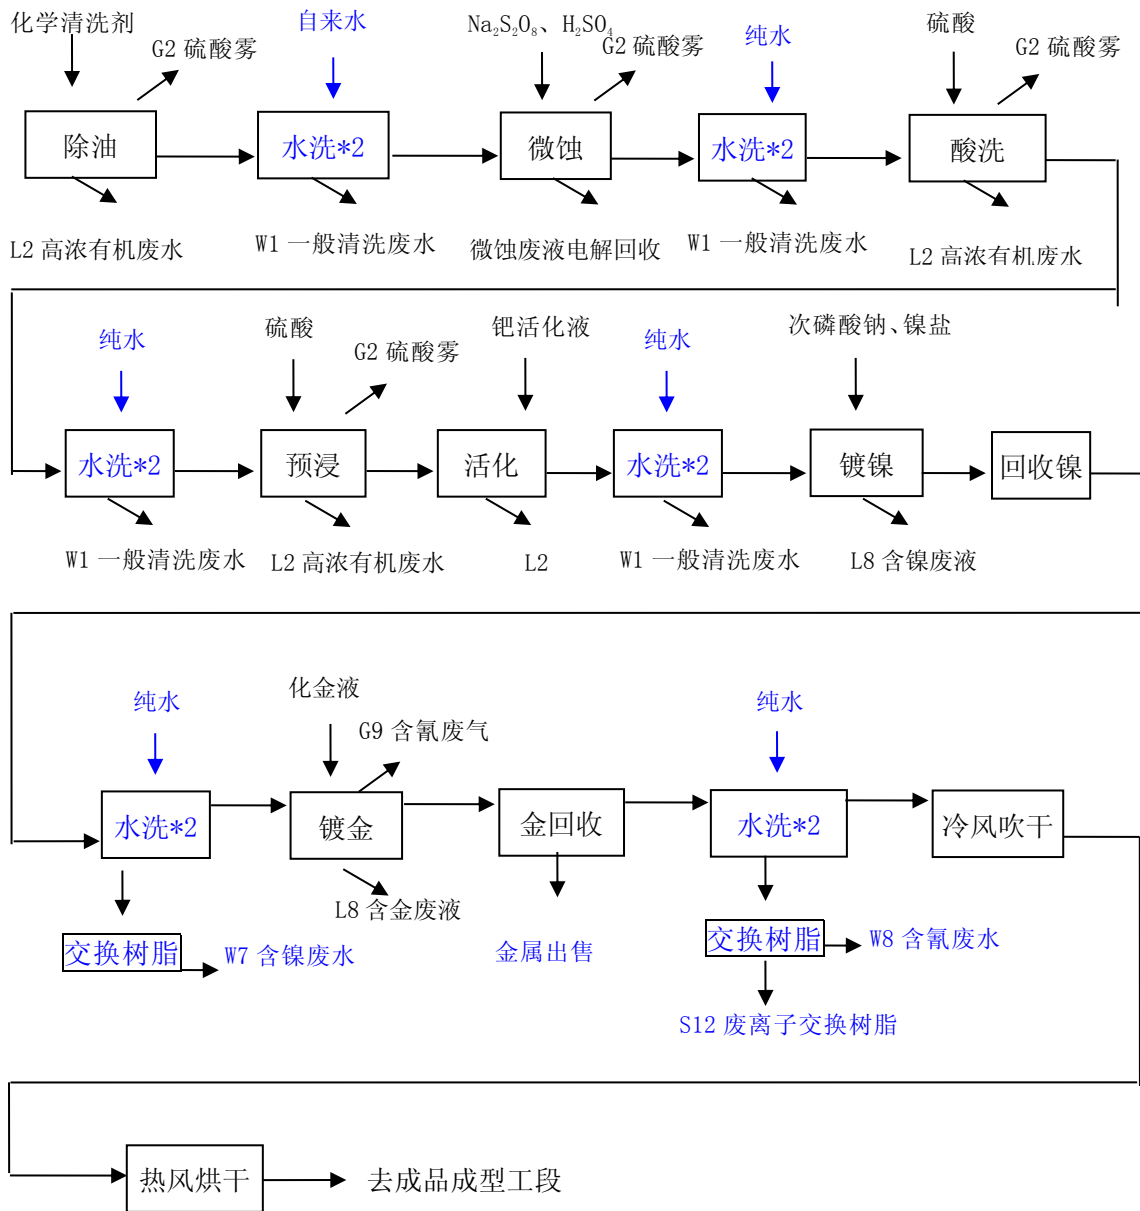 化学清洗剂
G2 硫酸雾
自来水
Na₂S₂O₈、H₂SO₄
G2 硫酸雾
纯水
硫酸
G2 硫酸雾
除油
水洗*2
微蚀
水洗*2
酸洗
L2 高浓有机废水
W1 一般清洗废水
微蚀废液电解回收
W1 一般清洗废水
L2 高浓有机废水
纯水
硫酸
G2 硫酸雾
钯活化液
纯水
次磷酸钠、镍盐
水洗*2
预浸
活化
水洗*2
镀镍
回收镍
W1 一般清洗废水
L2 高浓有机废水
L2
W1 一般清洗废水
L8 含镍废液
纯水
化金液
G9 含氰废气
纯水
水洗*2
镀金
金回收
水洗*2
冷风吹干
L8 含金废液
交换树脂
W7 含镍废水
金属出售
交换树脂
W8 含氰废水
S12 废离子交换树脂
热风烘干
去成品成型工段